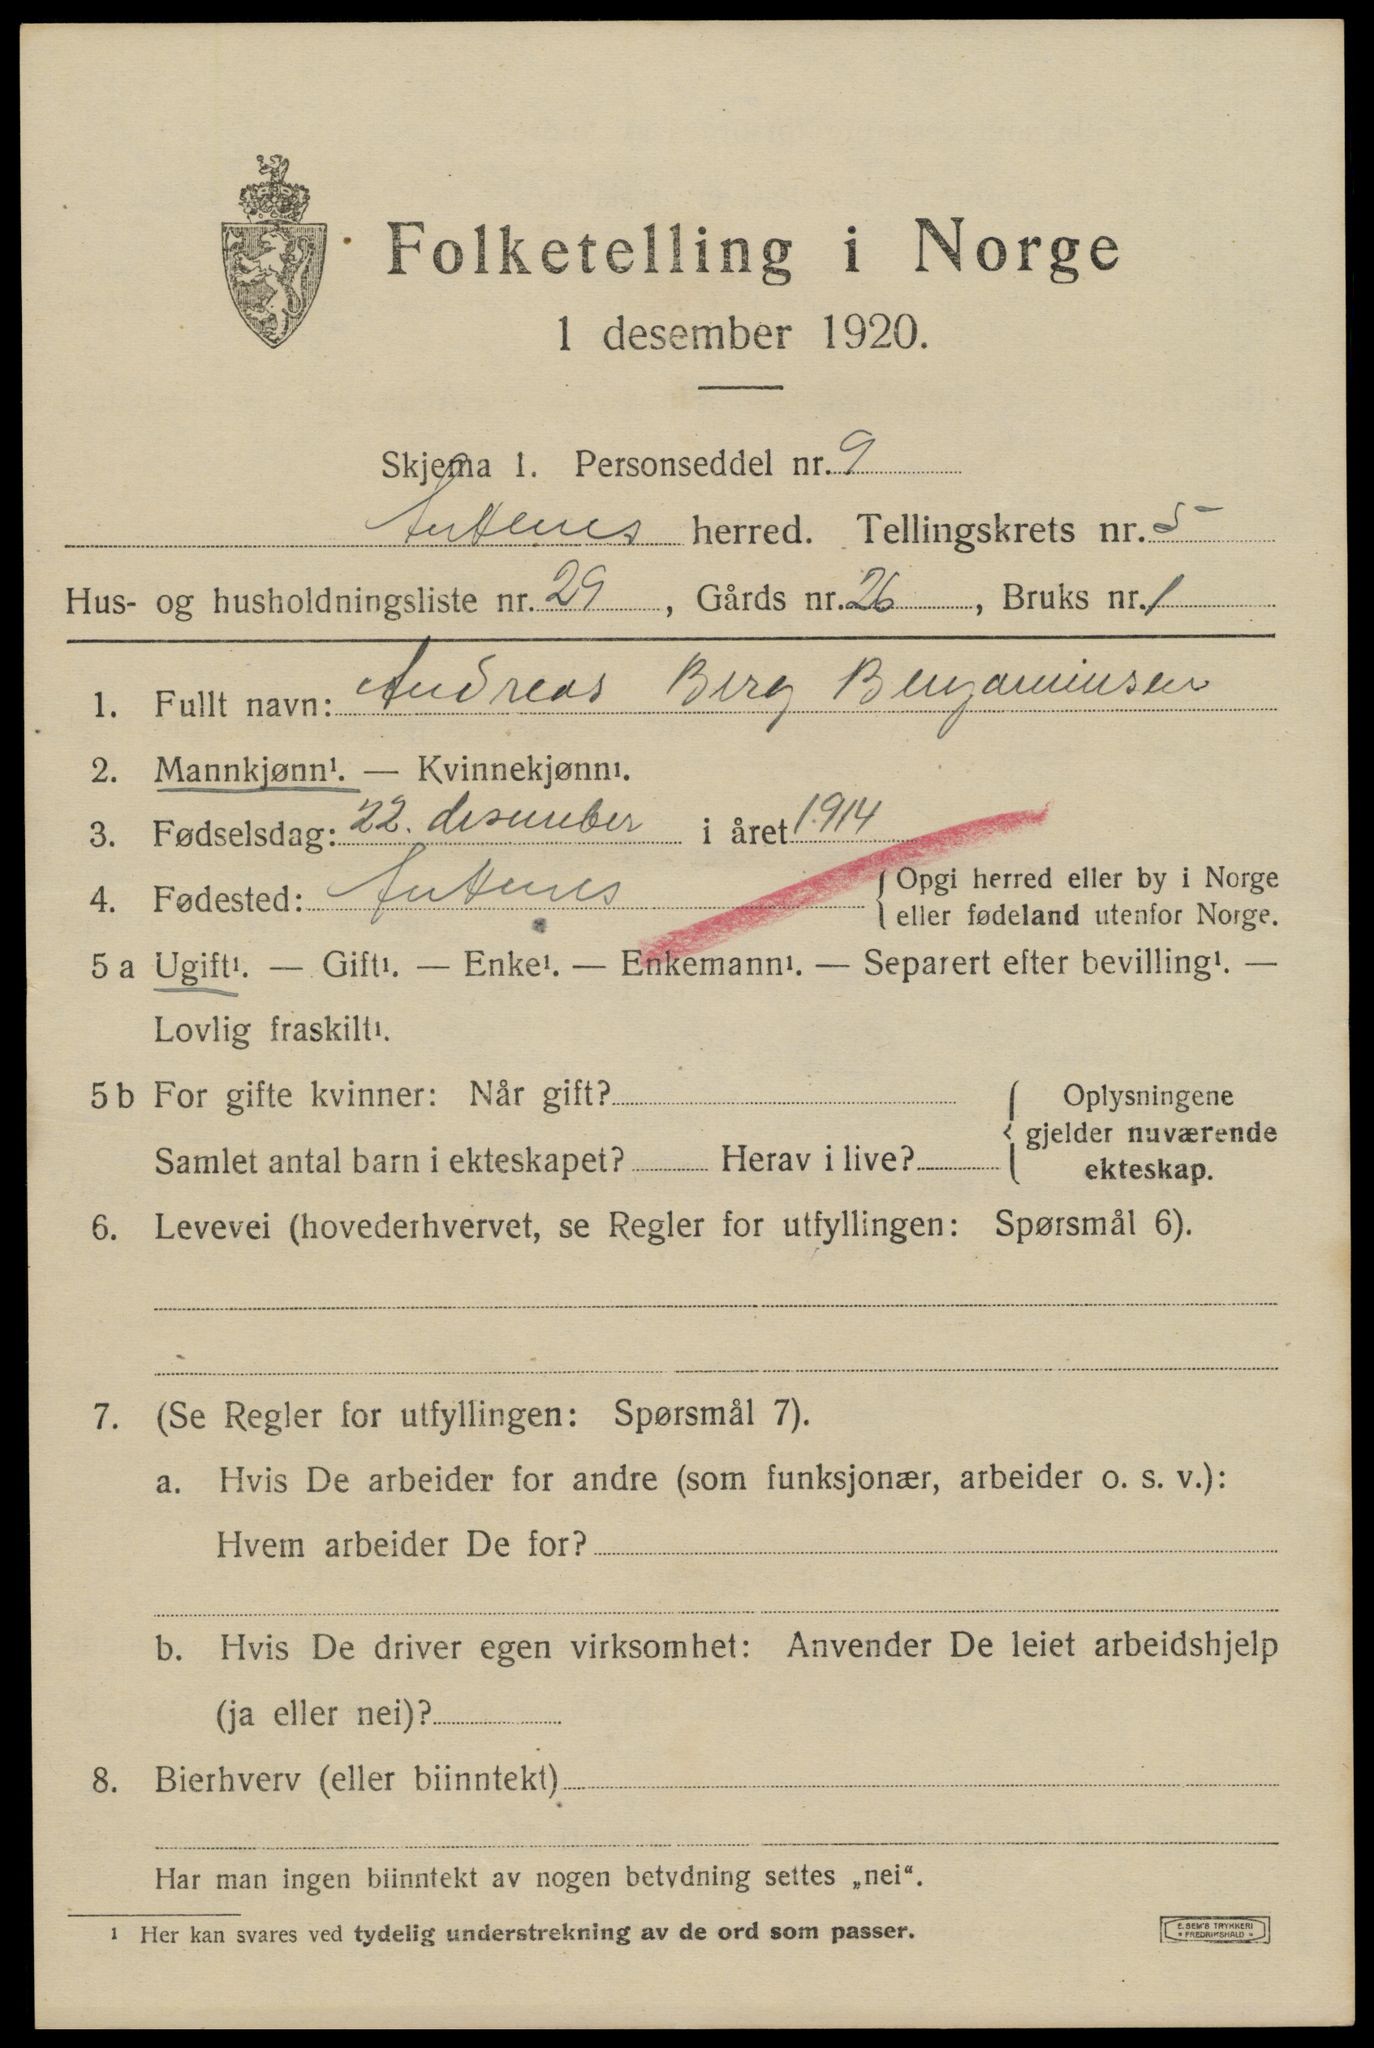 Folketelling i Norge
1 desember 1920.
Skjema 1. Personseddel nr. 9
herred. Tellingskrets nr. 5
Hus- og husholdningsliste nr. 29, Gårds nr. 26, Bruks nr. 1
1. Fullt navn: Andreas Berg Benjaminsen
2. Mannkjønn¹. — Kvinnekjønn¹.
3. Fødselsdag: 22. desember i året 1914
4. Fødested: { Opgi herred eller by i Norge
eller fødeland utenfor Norge.
5 a Ugift¹. — Gift¹. — Enke¹. — Enkemann¹. — Separert efter bevilling¹. —
Lovlig fraskilt¹.
5 b For gifte kvinner: Når gift? { Oplysningene
gjelder nuværende
Samlet antal barn i ekteskapet? Herav i live? ekteskap.
6. Levevei (hovederhvervet, se Regler for utfyllingen: Spørsmål 6).
7. (Se Regler for utfyllingen: Spørsmål 7).
a. Hvis De arbeider for andre (som funksjonær, arbeider o. s. v.):
Hvem arbeider De for?
b. Hvis De driver egen virksomhet: Anvender De leiet arbeidshjelp
(ja eller nei)?
8. Bierhverv (eller biinntekt)
Har man ingen biinntekt av nogen betydning settes „nei“.
¹ Her kan svares ved tydelig understrekning av de ord som passer.
E. SEM'S TRYKKERI
* FREDRIKSHALD *